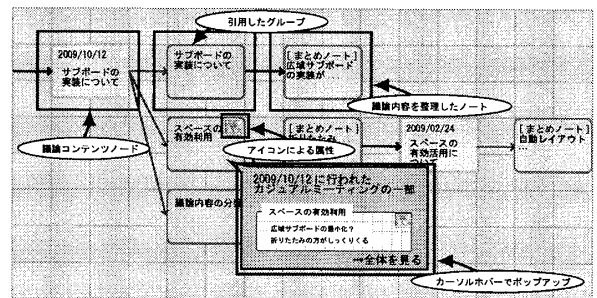 引用したグループ
2009/10/12
サブボードの
実装について
サブボードの
実装について
[まとめノート]
広域サブボード
の実装が
議論内容を整理したノート
スペースの
有効利用
[まとめノート]
折りたたみ
2009/02/24
スペースの
有効活用に
ついて
[まとめノート]
自動レイアウト
...
議論コンテンツノード
アイコンによる属性
議論内容の分
2009/10/12に行われた
カジュアルミーティングの一部
スペースの有効利用
広域サブボードの最小化?
折りたたみの方がしっくりくる
→全体を見る
カーソルホバーでポップアップ